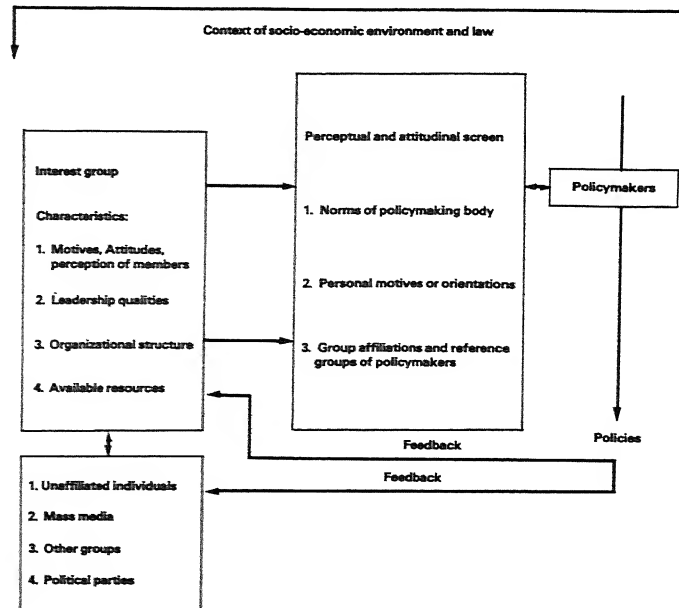 Context of socio-economic environment and law
Interest group
Characteristics:
1. Motives, Attitudes,
perception of members
2. Leadership qualities
3. Organizational structure
4. Available resources
Perceptual and attitudinal screen
1. Norms of policymaking body
2. Personal motives or orientations
3. Group affiliations and reference
groups of policymakers
Policymakers
Policies
Feedback
Feedback
1. Unaffiliated individuals
2. Mass media
3. Other groups
4. Political parties